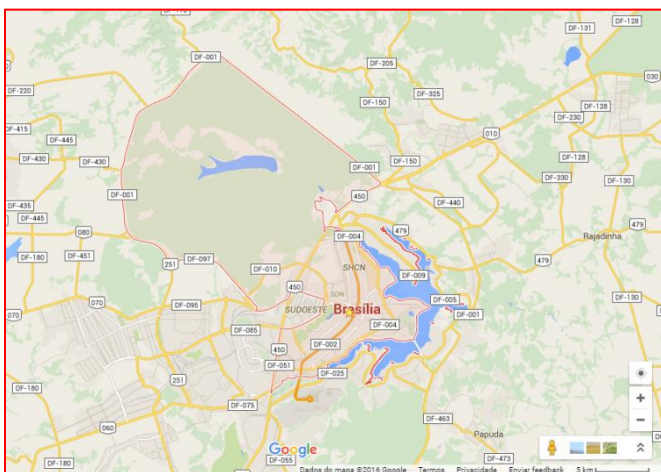 DF-001
DF-131
DF-128
DF-205
030
DF-220
DF-325
DF-150
DF-128
DF-230
DF-415
DF-445
010
DF-430
DF-430
DF-001
DF-150
DF-128
DF-330
DF-130
DF-001
450
DF-440
DF-435
DF-445
479
479
080
DF-004
Rajadinha
DF-180
DF-451
251
DF-097
479
DF-010
SHCN
DF-009
450
SDN
070
DF-095
SUDOESTE
Brasília
DF-005
DF-130
070
DF-001
DF-085
DF-004
450
DF-002
DF-051
DF-025
251
DF-180
DF-075
DF-463
060
Papuda
Google
DF-180
DF-055
DF-473
Dados do mapa ©2016 Google Termos Privacidade Enviar feedback 5 km